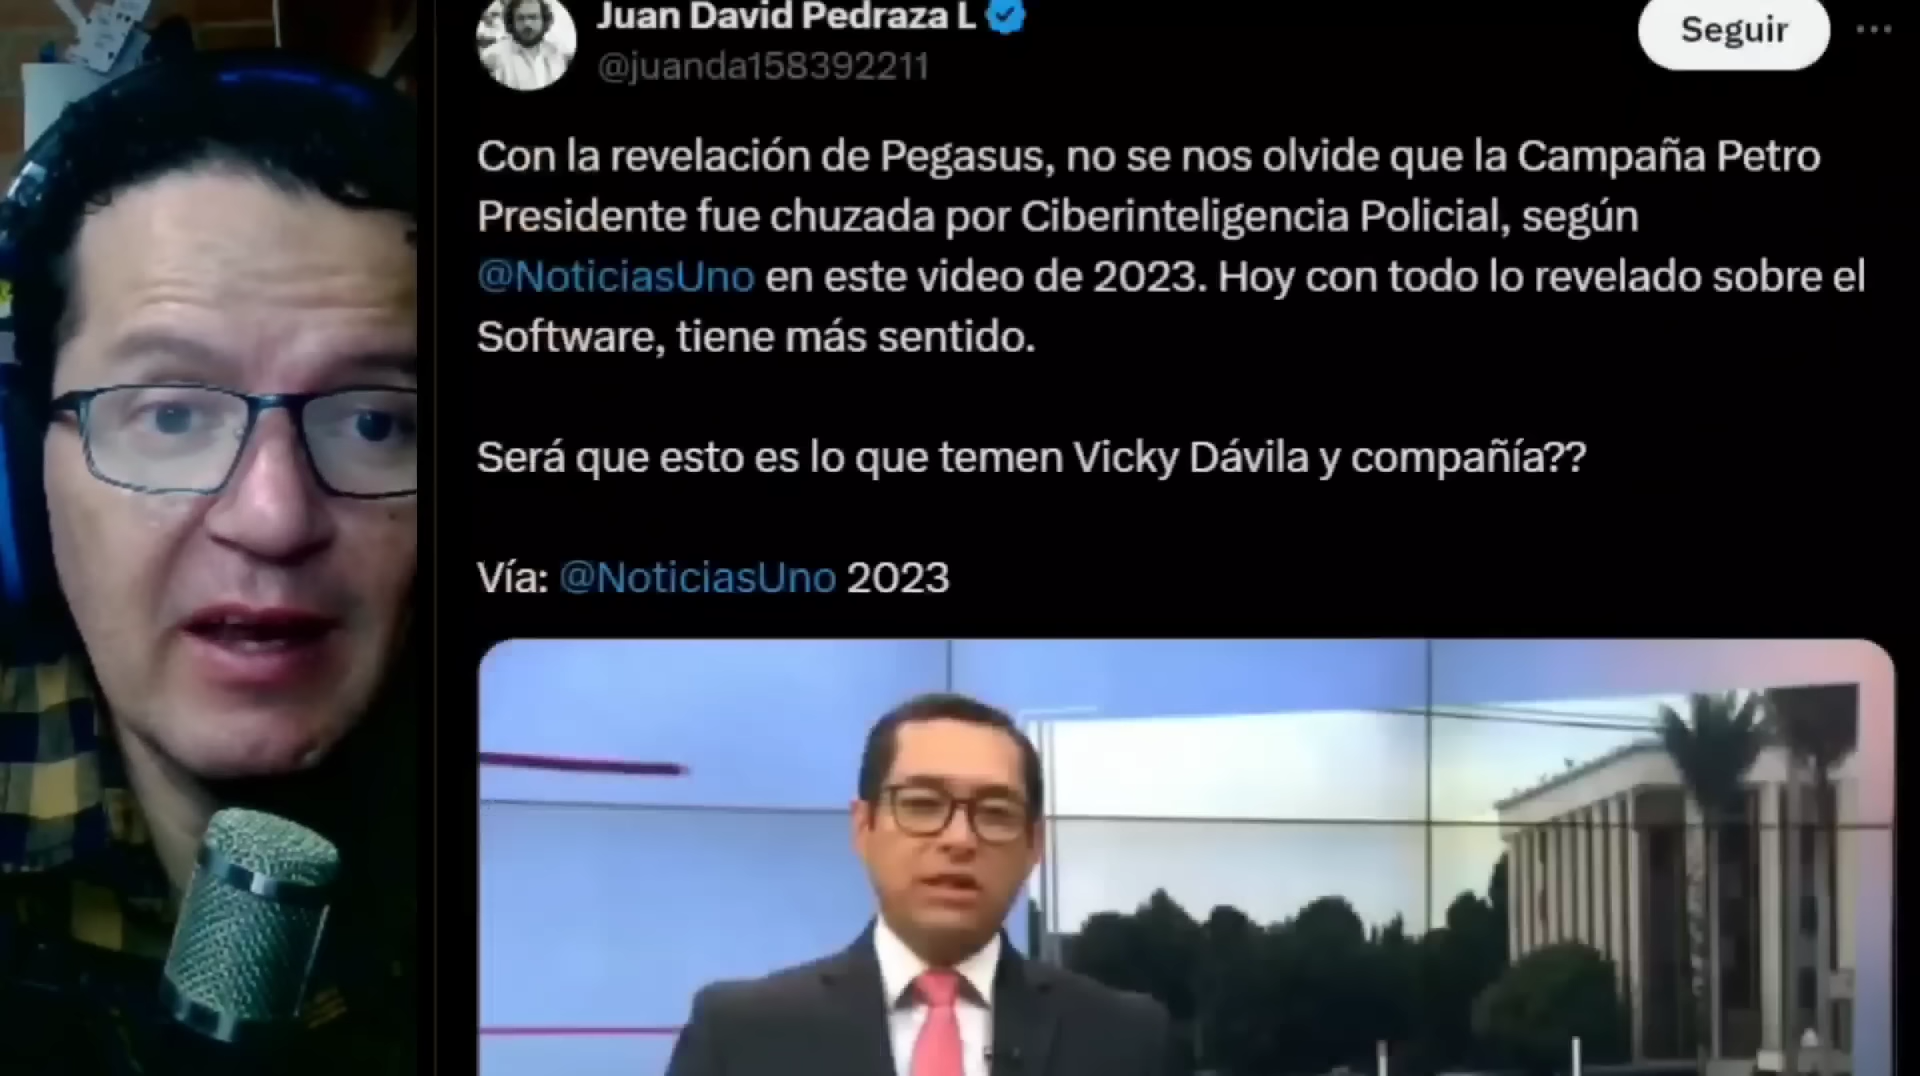 Juan David Pedraza L
@juanda158392211
Seguir
Con la revelación de Pegasus, no se nos olvide que la Campaña Petro
Presidente fue chuzada por Ciberinteligencia Policial, según
@NoticiasUno en este video de 2023. Hoy con todo lo revelado sobre el
Software, tiene más sentido.
Será que esto es lo que temen Vicky Dávila y compañía??
Vía: @NoticiasUno 2023